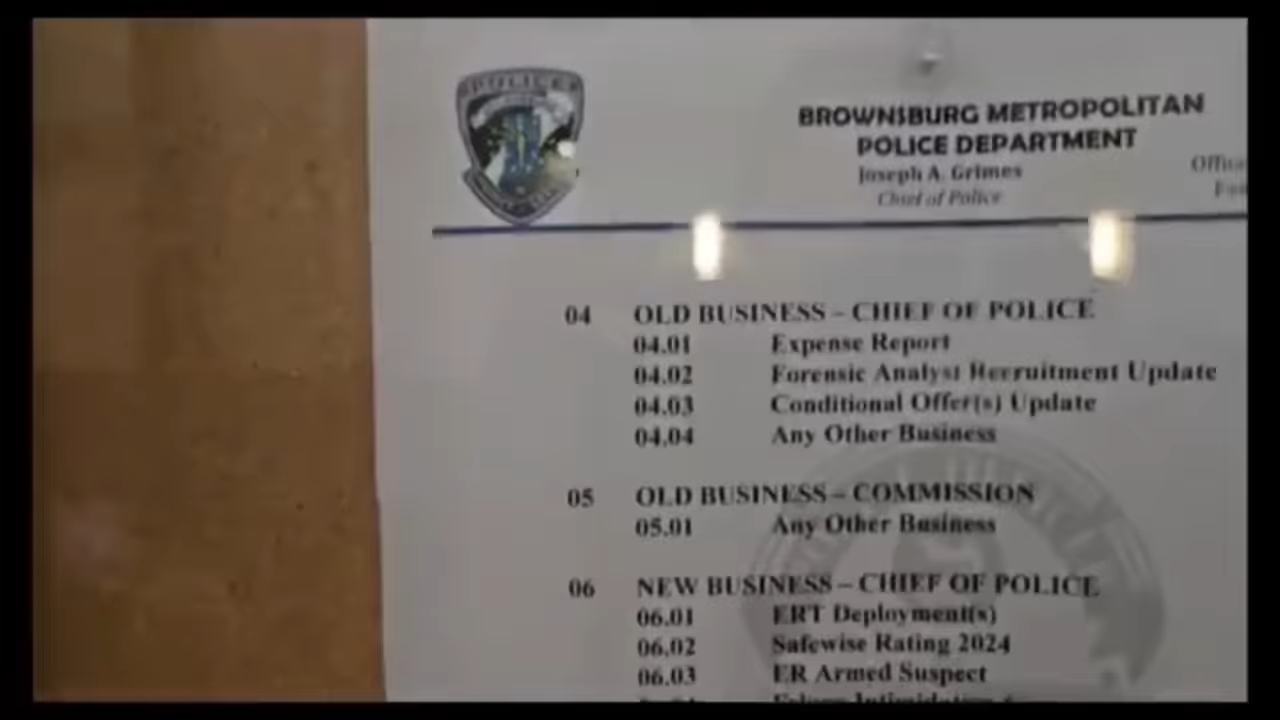 POLICE
BROWNSBURG METROPOLITAN
POLICE DEPARTMENT
Joseph A. Grimes
Chief of Police
04 OLD BUSINESS – CHIEF OF POLICE
04.01 Expense Report
04.02 Forensic Analyst Recruitment Update
04.03 Conditional Offer(s) Update
04.04 Any Other Business
05 OLD BUSINESS – COMMISSION
05.01 Any Other Business
06 NEW BUSINESS – CHIEF OF POLICE
06.01 ERT Deployment(s)
06.02 Safewise Rating 2024
06.03 ER Armed Suspect